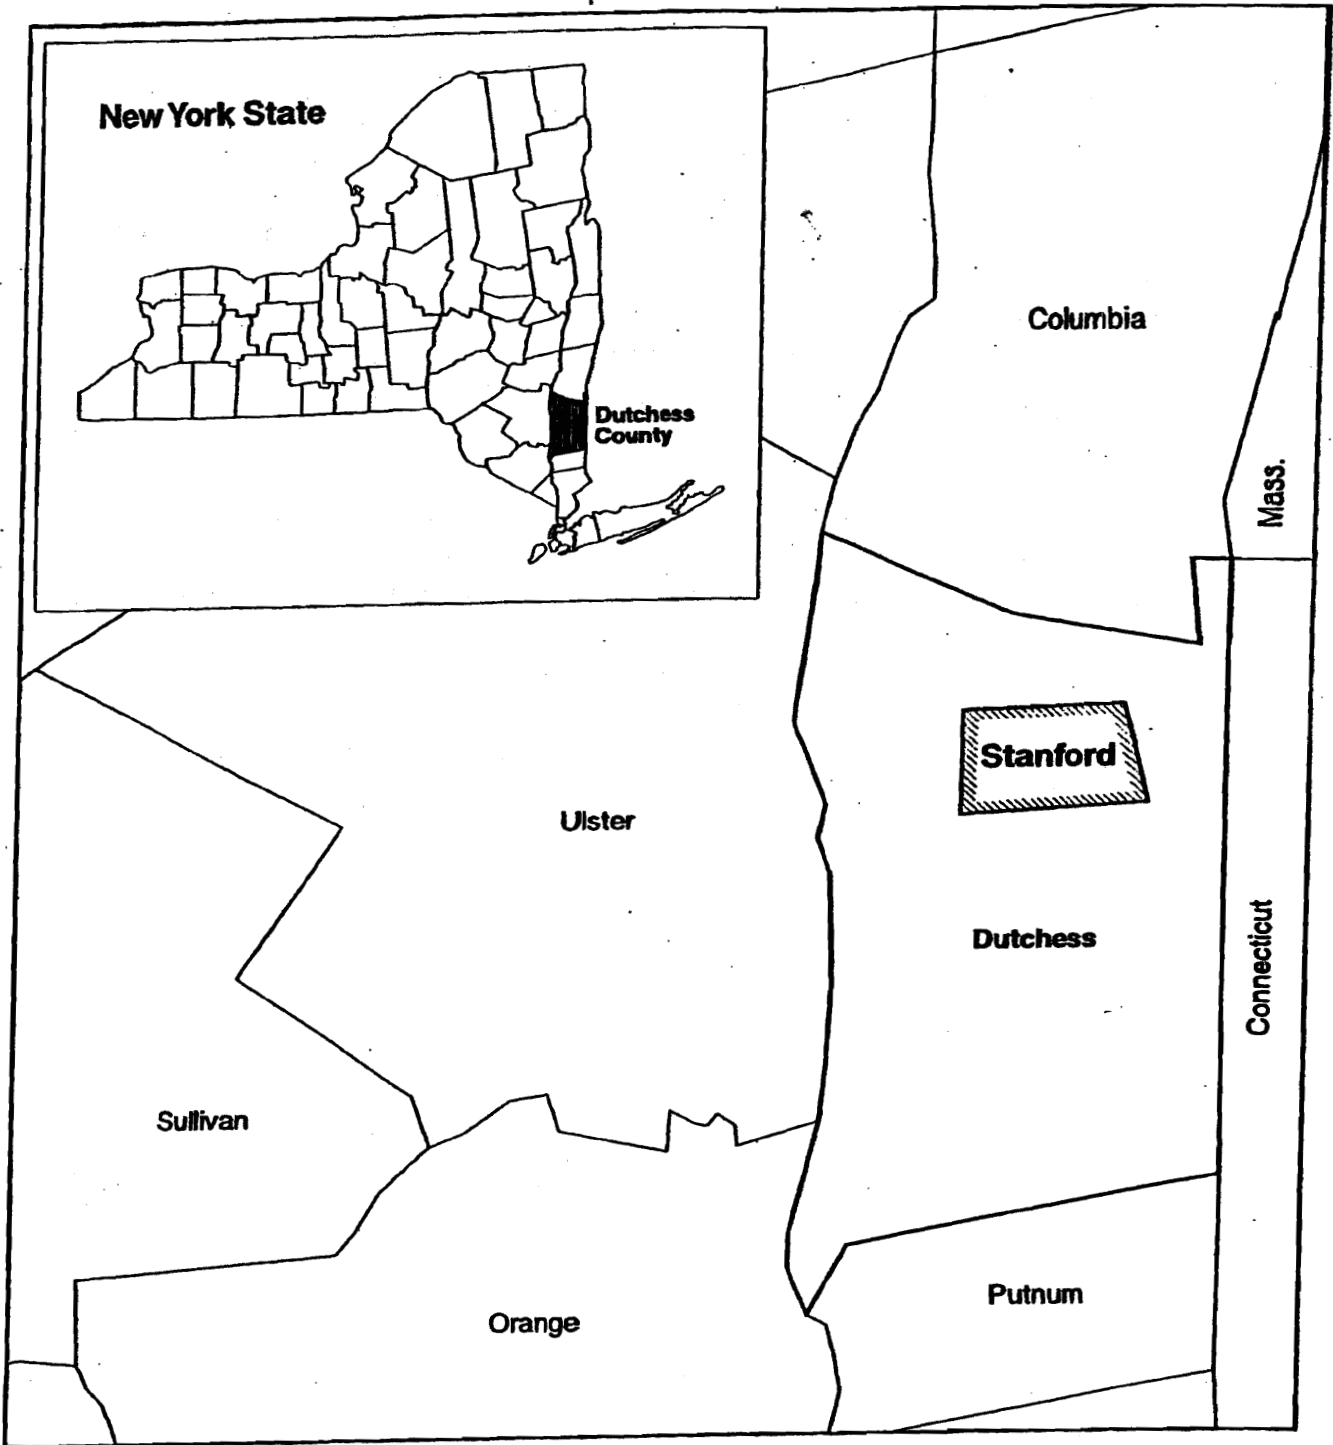 New York State
Dutchess
County
Columbia
Mass.
Stanford
Ulster
Dutchess
Connecticut
Sullivan
Putnum
Orange